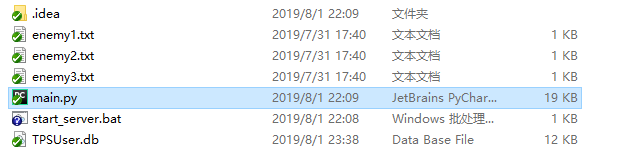 .idea 2019/8/1 22:09 文件夹
enemy1.txt 2019/7/31 17:40 文本文档 1 KB
enemy2.txt 2019/7/31 17:40 文本文档 1 KB
enemy3.txt 2019/7/31 17:40 文本文档 1 KB
main.py 2019/8/1 22:09 JetBrains PyChar... 19 KB
start_server.bat 2019/8/1 22:08 Windows 批处理... 1 KB
TPSUser.db 2019/8/1 23:38 Data Base File 12 KB